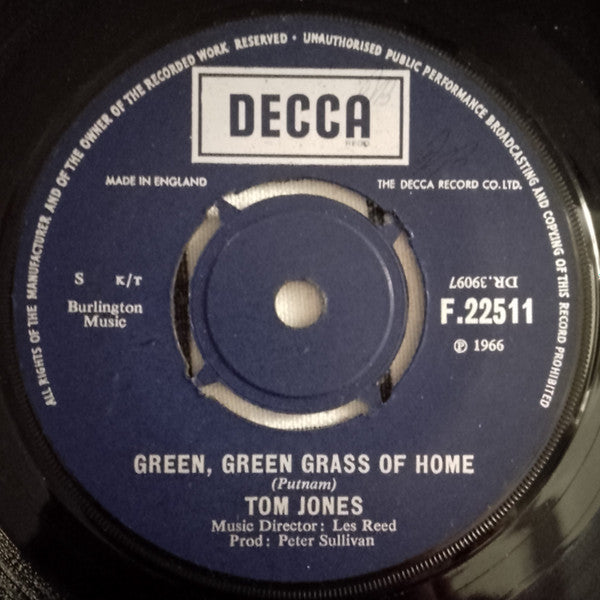 ALL RIGHTS OF THE MANUFACTURER AND OF THE OWNER OF THE RECORDED WORK RESERVED • UNAUTHORISED PUBLIC PERFORMANCE BROADCASTING AND COPYING OF THIS RECORD PROHIBITED
DECCA
MADE IN ENGLAND
THE DECCA RECORD CO. LTD.
S K/T
Burlington
Music
DR.39097
F.22511
℗ 1966
GREEN, GREEN GRASS OF HOME
(Putnam)
TOM JONES
Music Director: Les Reed
Prod: Peter Sullivan